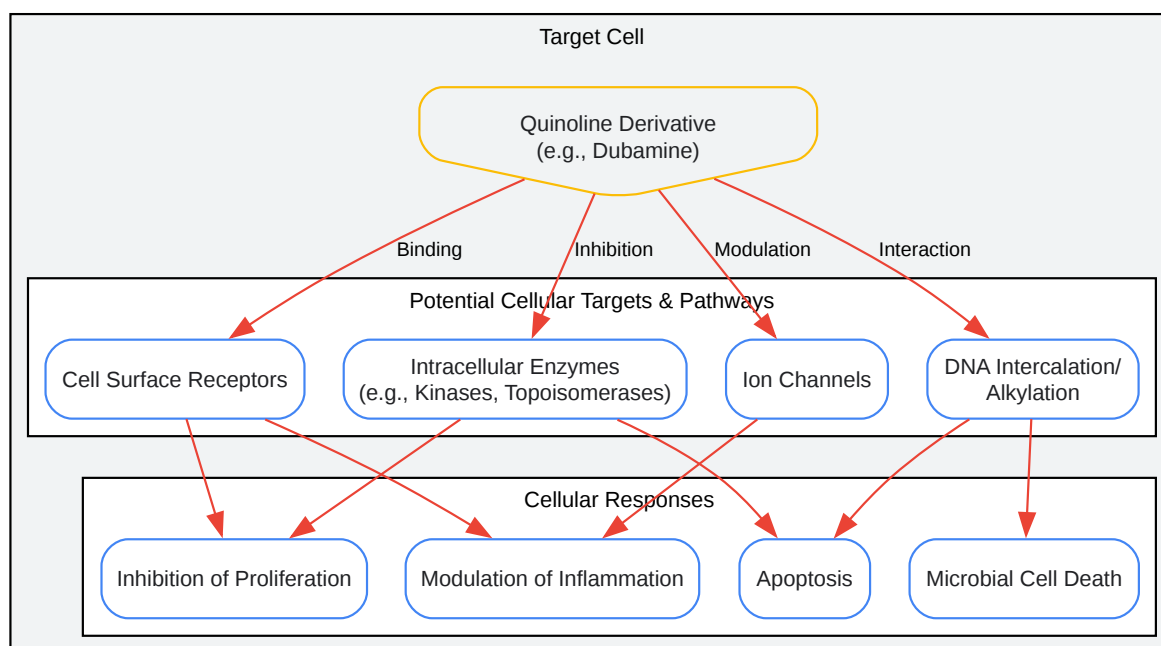 Target Cell
Quinoline Derivative
(e.g., Dubamine)
Binding
Inhibition
Modulation
Interaction
Potential Cellular Targets & Pathways
Cell Surface Receptors
Intracellular Enzymes
(e.g., Kinases, Topoisomerases)
Ion Channels
DNA Intercalation/
Alkylation
Cellular Responses
Inhibition of Proliferation
Modulation of Inflammation
Apoptosis
Microbial Cell Death